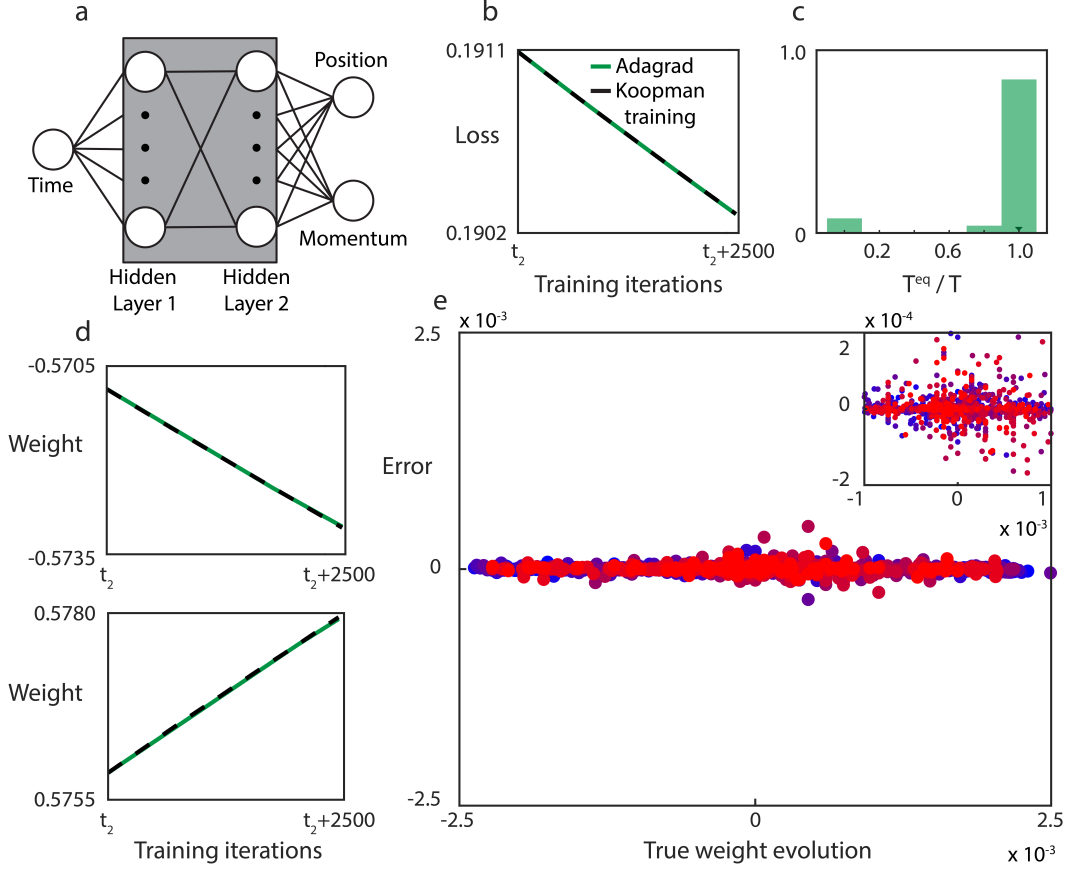 a
Time
Position
Momentum
Hidden
Layer 1
Hidden
Layer 2
b
0.1911
Loss
0.1902
Adagrad
Koopman
training
t₂
t₂+2500
Training iterations
c
1.0
0
0.2
0.6
1.0
Tᵉᑫ / T
d
-0.5705
Weight
-0.5735
t₂
t₂+2500
0.5780
Weight
0.5755
t₂
t₂+2500
Training iterations
e
x 10⁻³
2.5
Error
0
-2.5
-2.5
0
2.5
True weight evolution
x 10⁻³
x 10⁻⁴
2
0
-2
-1
0
1
x 10⁻³